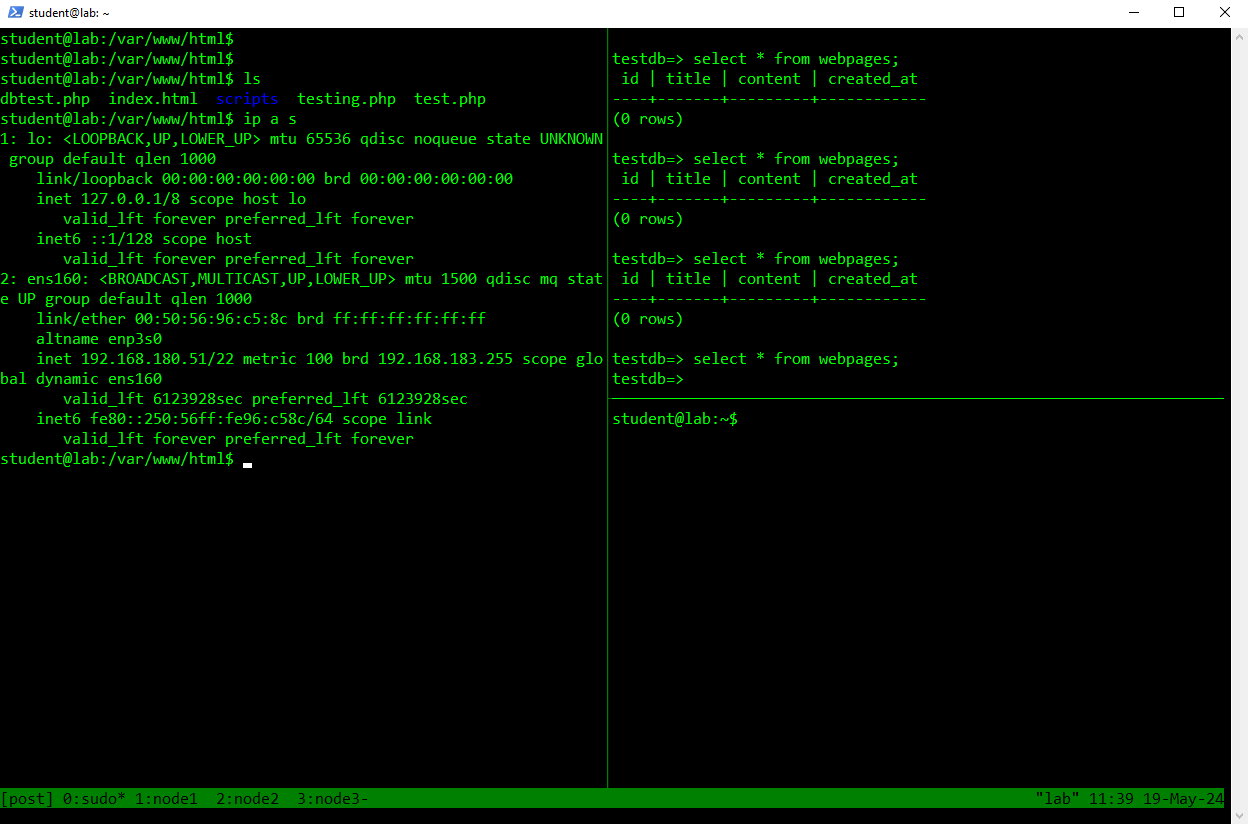 student@lab: ~
student@lab:/var/www/html$
student@lab:/var/www/html$
student@lab:/var/www/html$ ls
dbtest.php  index.html  scripts  testing.php  test.php
student@lab:/var/www/html$ ip a s
1: lo: <LOOPBACK,UP,LOWER_UP> mtu 65536 qdisc noqueue state UNKNOWN
 group default qlen 1000
    link/loopback 00:00:00:00:00:00 brd 00:00:00:00:00:00
    inet 127.0.0.1/8 scope host lo
       valid_lft forever preferred_lft forever
    inet6 ::1/128 scope host
       valid_lft forever preferred_lft forever
2: ens160: <BROADCAST,MULTICAST,UP,LOWER_UP> mtu 1500 qdisc mq stat
e UP group default qlen 1000
    link/ether 00:50:56:96:c5:8c brd ff:ff:ff:ff:ff:ff
    altname enp3s0
    inet 192.168.180.51/22 metric 100 brd 192.168.183.255 scope glo
bal dynamic ens160
       valid_lft 6123928sec preferred_lft 6123928sec
    inet6 fe80::250:56ff:fe96:c58c/64 scope link
       valid_lft forever preferred_lft forever
student@lab:/var/www/html$
testdb=> select * from webpages;
 id | title | content | created_at
----+-------+---------+------------
(0 rows)
testdb=> select * from webpages;
 id | title | content | created_at
----+-------+---------+------------
(0 rows)
testdb=> select * from webpages;
 id | title | content | created_at
----+-------+---------+------------
(0 rows)
testdb=> select * from webpages;
testdb=>
student@lab:~$
[post] 0:sudo* 1:node1  2:node2  3:node3-
"lab" 11:39 19-May-24